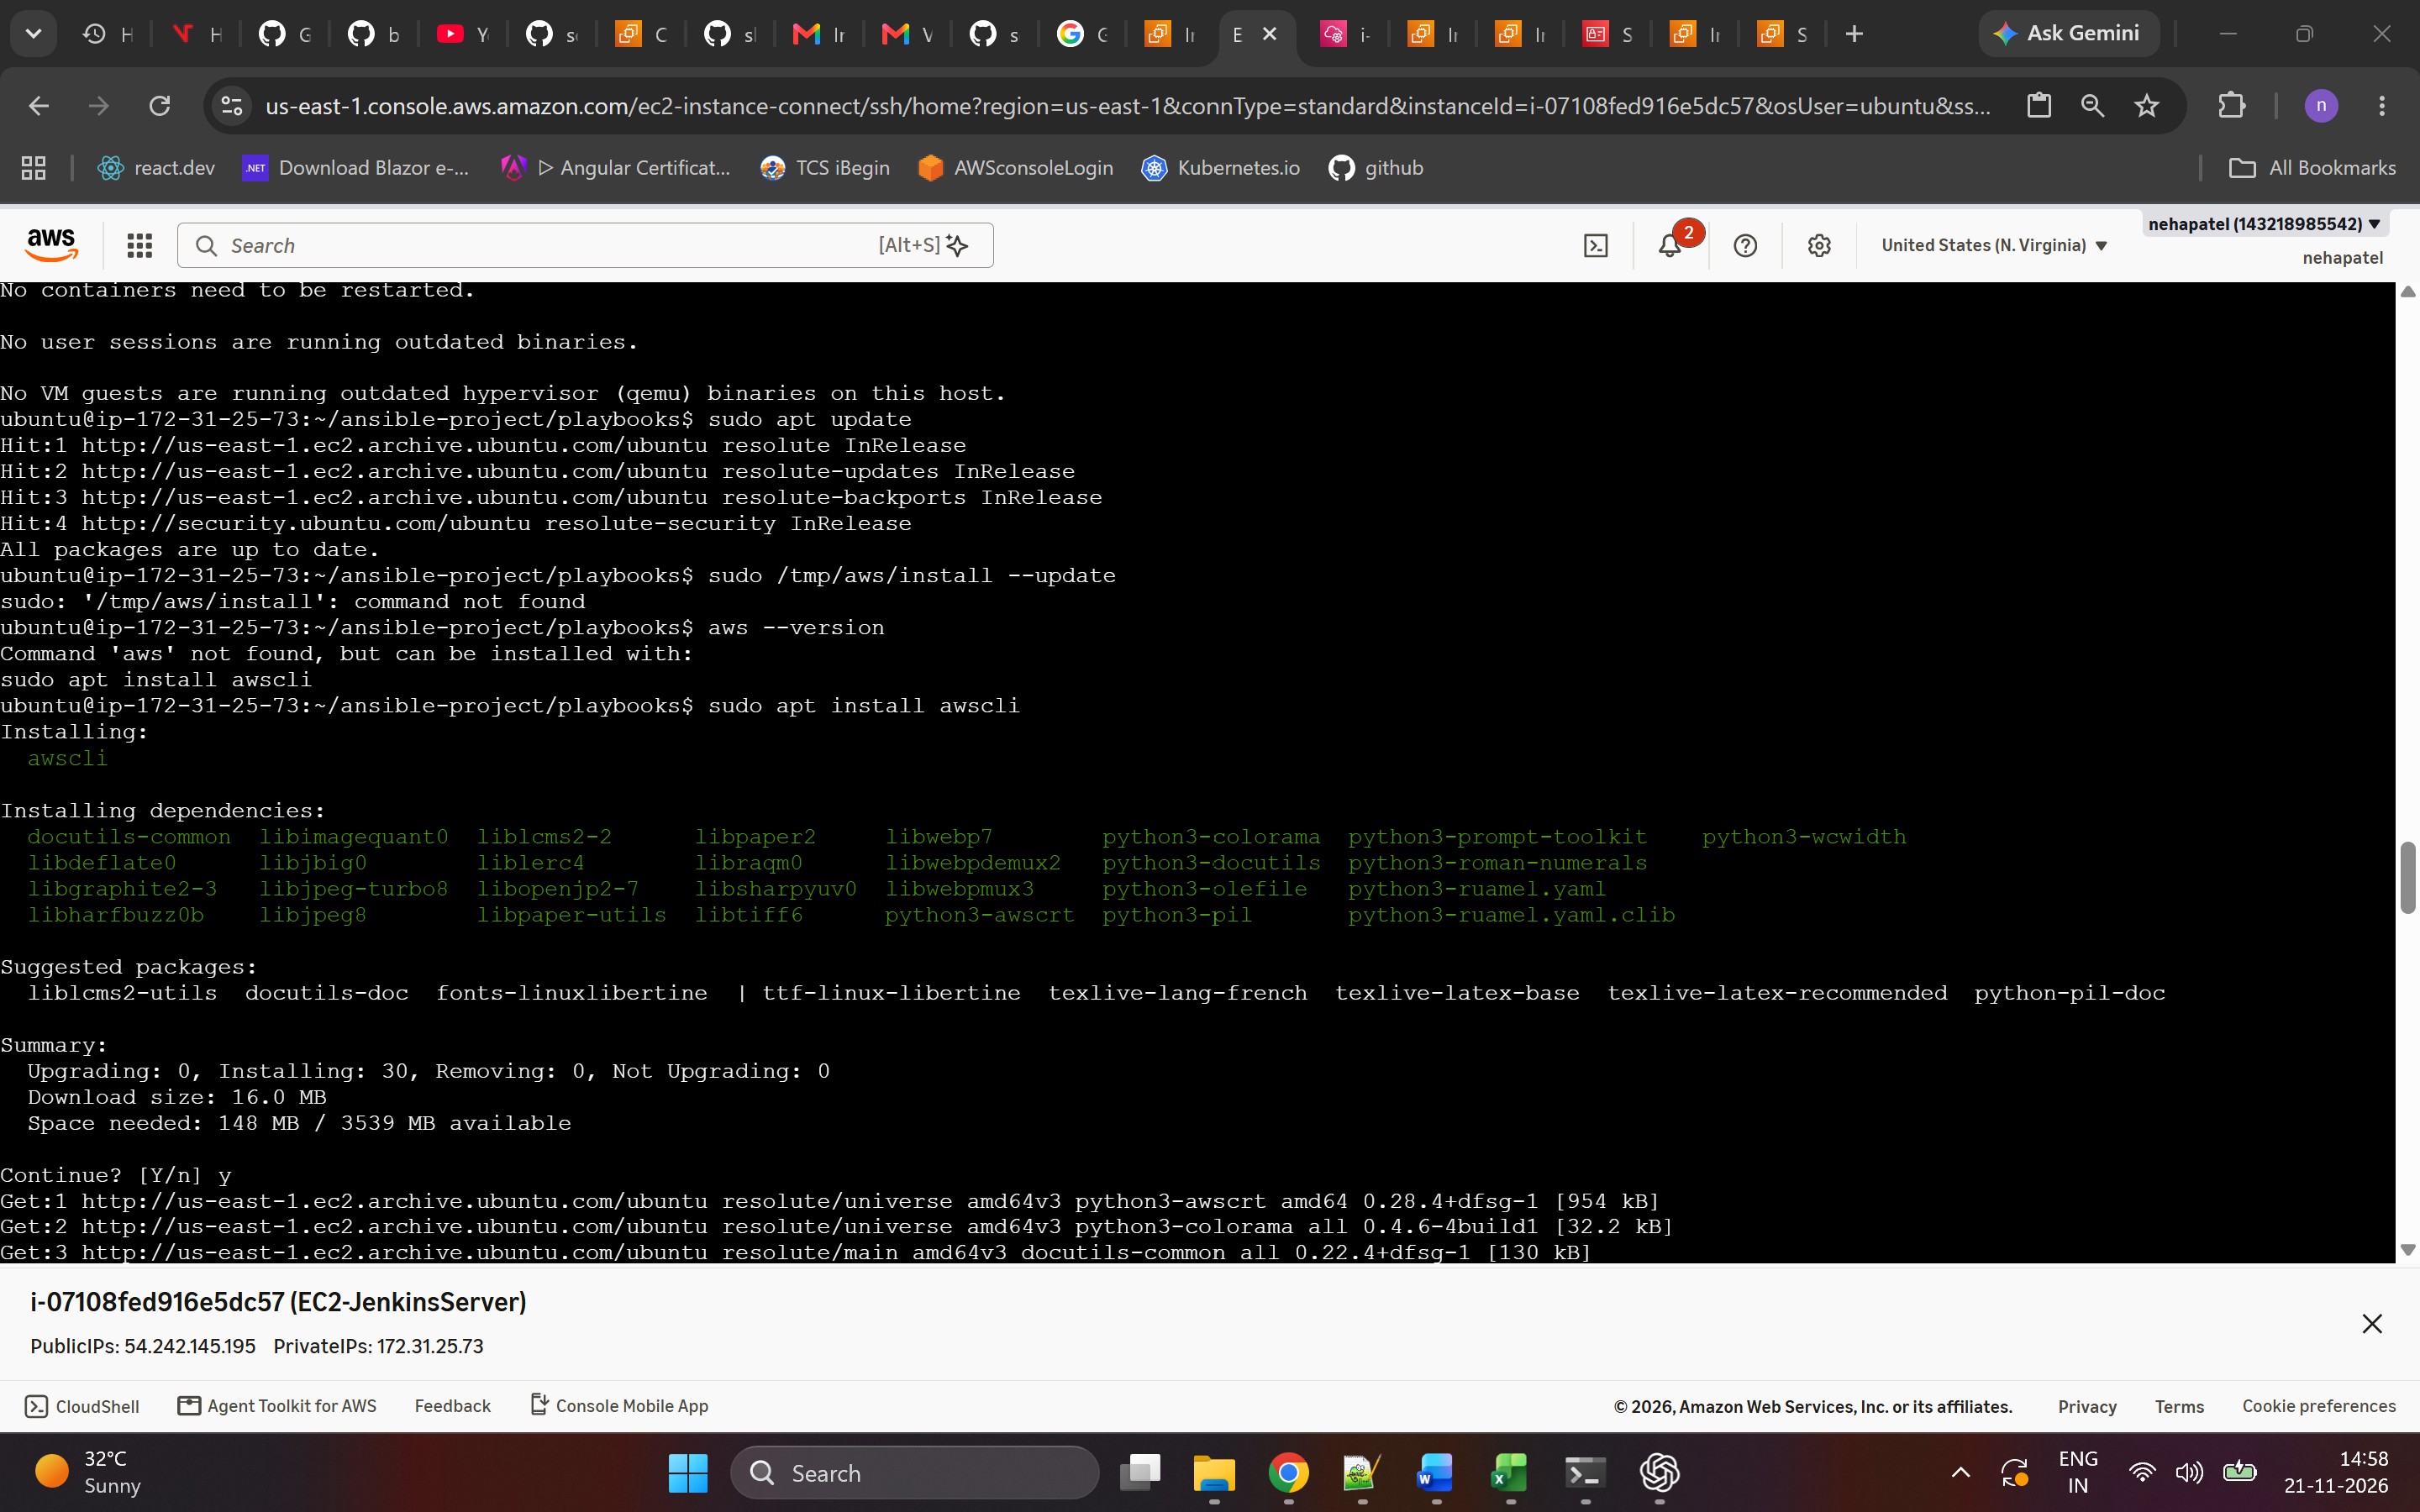 H
H
G
b
Y
C
Ir
V
s
G
Ir
E
i-
Ir
Ir
S
Ir
S
Ask Gemini
us-east-1.console.aws.amazon.com/ec2-instance-connect/ssh/home?region=us-east-1&connType=standard&instanceId=i-07108fed916e5dc57&osUser=ubuntu&ss...
n
react.dev
.NET Download Blazor e-...
▷ Angular Certificat...
TCS iBegin
AWSconsoleLogin
Kubernetes.io
github
All Bookmarks
aws
Search [Alt+S]
2
United States (N. Virginia) ▼
nehapatel (143218985542) ▼
nehapatel
No containers need to be restarted.
No user sessions are running outdated binaries.
No VM guests are running outdated hypervisor (qemu) binaries on this host.
ubuntu@ip-172-31-25-73:~/ansible-project/playbooks$ sudo apt update
Hit:1 http://us-east-1.ec2.archive.ubuntu.com/ubuntu resolute InRelease
Hit:2 http://us-east-1.ec2.archive.ubuntu.com/ubuntu resolute-updates InRelease
Hit:3 http://us-east-1.ec2.archive.ubuntu.com/ubuntu resolute-backports InRelease
Hit:4 http://security.ubuntu.com/ubuntu resolute-security InRelease
All packages are up to date.
ubuntu@ip-172-31-25-73:~/ansible-project/playbooks$ sudo /tmp/aws/install --update
sudo: '/tmp/aws/install': command not found
ubuntu@ip-172-31-25-73:~/ansible-project/playbooks$ aws --version
Command 'aws' not found, but can be installed with:
sudo apt install awscli
ubuntu@ip-172-31-25-73:~/ansible-project/playbooks$ sudo apt install awscli
Installing:
awscli
Installing dependencies:
docutils-common libimagequant0 liblcms2-2 libpaper2 libwebp7 python3-colorama python3-prompt-toolkit python3-wcwidth
libdeflate0 libjbig0 liblerc4 libraqm0 libwebpdemux2 python3-docutils python3-roman-numerals
libgraphite2-3 libjpeg-turbo8 libopenjp2-7 libsharpyuv0 libwebpmux3 python3-olefile python3-ruamel.yaml
libharfbuzz0b libjpeg8 libpaper-utils libtiff6 python3-awscrt python3-pil python3-ruamel.yaml.clib
Suggested packages:
liblcms2-utils docutils-doc fonts-linuxlibertine | ttf-linux-libertine texlive-lang-french texlive-latex-base texlive-latex-recommended python-pil-doc
Summary:
Upgrading: 0, Installing: 30, Removing: 0, Not Upgrading: 0
Download size: 16.0 MB
Space needed: 148 MB / 3539 MB available
Continue? [Y/n] y
Get:1 http://us-east-1.ec2.archive.ubuntu.com/ubuntu resolute/universe amd64v3 python3-awscrt amd64 0.28.4+dfsg-1 [954 kB]
Get:2 http://us-east-1.ec2.archive.ubuntu.com/ubuntu resolute/universe amd64v3 python3-colorama all 0.4.6-4build1 [32.2 kB]
Get:3 http://us-east-1.ec2.archive.ubuntu.com/ubuntu resolute/main amd64v3 docutils-common all 0.22.4+dfsg-1 [130 kB]
i-07108fed916e5dc57 (EC2-JenkinsServer)
PublicIPs: 54.242.145.195 PrivateIPs: 172.31.25.73
CloudShell
Agent Toolkit for AWS
Feedback
Console Mobile App
© 2026, Amazon Web Services, Inc. or its affiliates.
Privacy
Terms
Cookie preferences
32°C
Sunny
Search
ENG
IN
14:58
21-11-2026